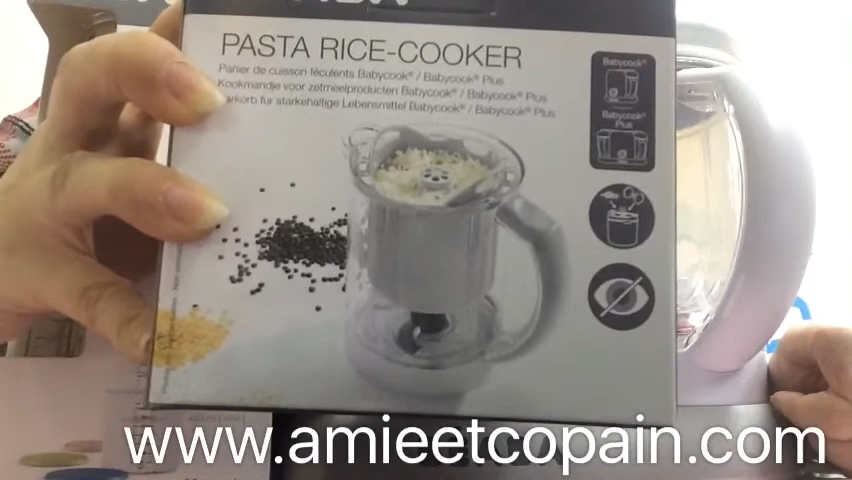 PASTA RICE-COOKER
Panier de cuisson féculents Babycook® / Babycook® Plus
Kookmandje voor zetmeelproducten Babycook® / Babycook® Plus
arkorb für stärkehaltige Lebensmittel Babycook® / Babycook® Plus
Babycook®
Babycook®
Plus
www.amieetcopain.com